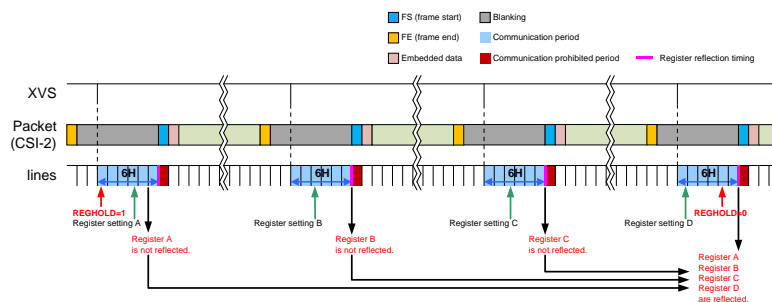 FS (frame start)
Blanking
FE (frame end)
Communication period
Embedded data
Communication prohibited period
Register reflection timing
XVS
Packet
(CSI-2)
lines
6H
6H
6H
6H
REGHOLD=1
Register setting A
Register setting B
Register setting C
Register setting D
REGHOLD=0
Register A
is not reflected.
Register B
is not reflected.
Register C
is not reflected.
Register A
Register B
Register C
Register D
are reflected.